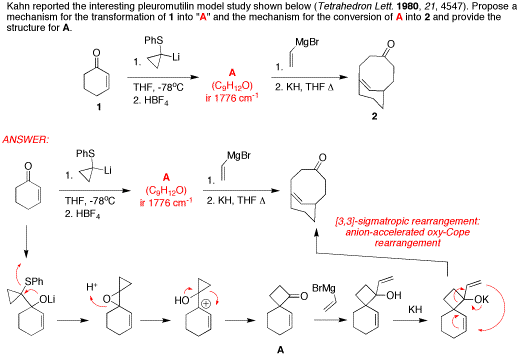 Kahn reported the interesting pleuromutilin model study shown below (Tetrahedron Lett. 1980, 21, 4547). Propose a
mechanism for the transformation of 1 into "A" and the mechanism for the conversion of A into 2 and provide the
structure for A.
PhS
Li
MgBr
O
1.
THF, -78ºC
2. HBF4
A
(C9H12O)
ir 1776 cm-1
1.
2. KH, THF Δ
O
1
2
ANSWER:
PhS
Li
MgBr
O
1.
THF, -78ºC
2. HBF4
A
(C9H12O)
ir 1776 cm-1
1.
2. KH, THF Δ
O
[3,3]-sigmatropic rearrangement:
anion-accelerated oxy-Cope
rearrangement
SPh
OLi
H+
O
HO
+
O
BrMg
OH
KH
OK
A